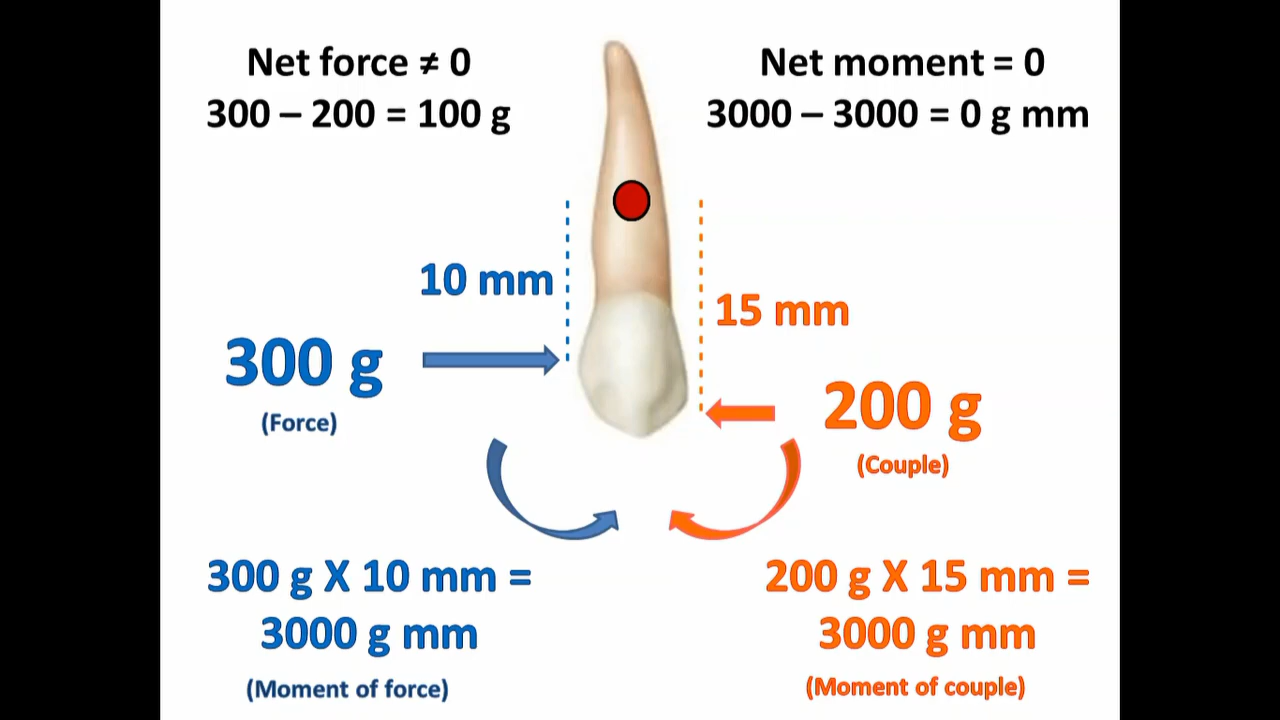 Net force ≠ 0
300 – 200 = 100 g
Net moment = 0
3000 – 3000 = 0 g mm
10 mm
15 mm
300 g
(Force)
200 g
(Couple)
300 g X 10 mm =
3000 g mm
(Moment of force)
200 g X 15 mm =
3000 g mm
(Moment of couple)